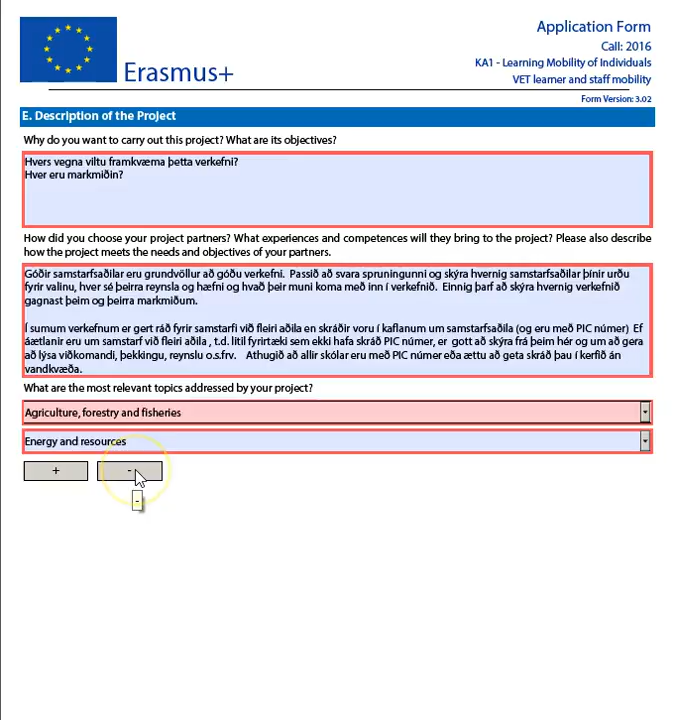 Erasmus+
Application Form
Call: 2016
KA1 - Learning Mobility of Individuals
VET learner and staff mobility
Form Version: 3.02
E. Description of the Project
Why do you want to carry out this project? What are its objectives?
Hvers vegna viltu framkvæma þetta verkefni?
Hver eru markmiðin?
How did you choose your project partners? What experiences and competences will they bring to the project? Please also describe
how the project meets the needs and objectives of your partners.
Góðir samstarfsaðilar eru grundvöllur að góðu verkefni. Passið að svara spruningunni og skýra hvernig samstarfsaðilar þínir urðu
fyrir valinu, hver sé þeirra reynsla og hæfni og hvað þeir muni koma með inn í verkefnið. Einnig þarf að skýra hvernig verkefnið
gagnast þeim og þeirra markmiðum.
Í sumum verkefnum er gert ráð fyrir samstarfi við fleiri aðila en skráðir voru í kaflanum um samstarfsaðila (og eru með PIC númer) Ef
áætlanir eru um samstarf við fleiri aðila , t.d. lítil fyrirtæki sem ekki hafa skráð PIC númer, er gott að skýra frá þeim hér og um að gera
að lýsa viðkomandi, þekkingu, reynslu o.s.frv. Athugið að allir skólar eru með PIC númer eða ættu að geta skráð þau í kerfið án
vandkvæða.
What are the most relevant topics addressed by your project?
Agriculture, forestry and fisheries
Energy and resources
+ -
-